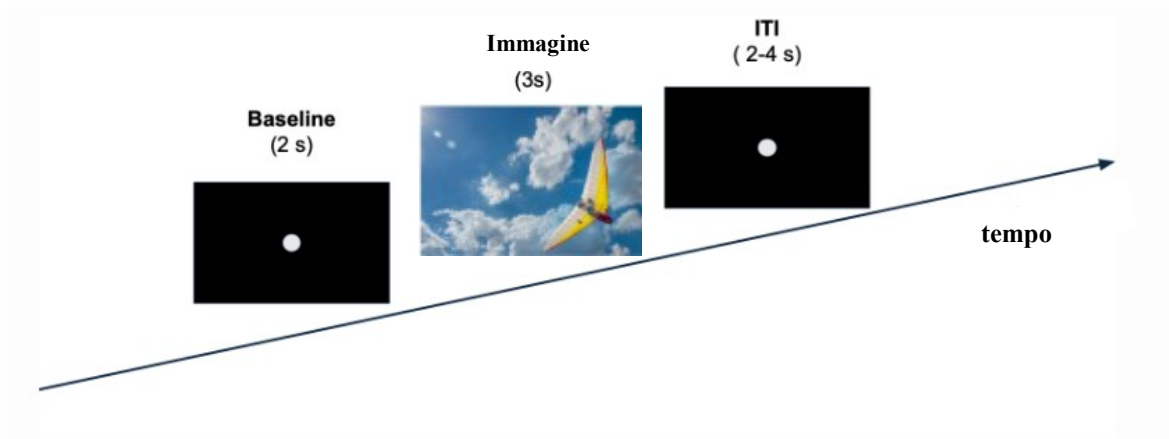 Baseline
(2 s)
Immagine
(3s)
ITI
( 2-4 s)
tempo